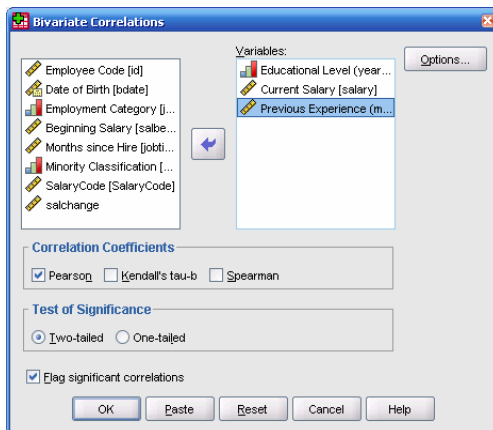 Bivariate Correlations
Variables:
Employee Code [id]
Date of Birth [bdate]
Employment Category [j...
Beginning Salary [salbe...
Months since Hire [jobti...
Minority Classification [...
SalaryCode [SalaryCode]
salchange
Educational Level (year...
Current Salary [salary]
Previous Experience (m...
Options...
Correlation Coefficients
Pearson Kendall's tau-b Spearman
Test of Significance
Two-tailed One-tailed
Flag significant correlations
OK Paste Reset Cancel Help